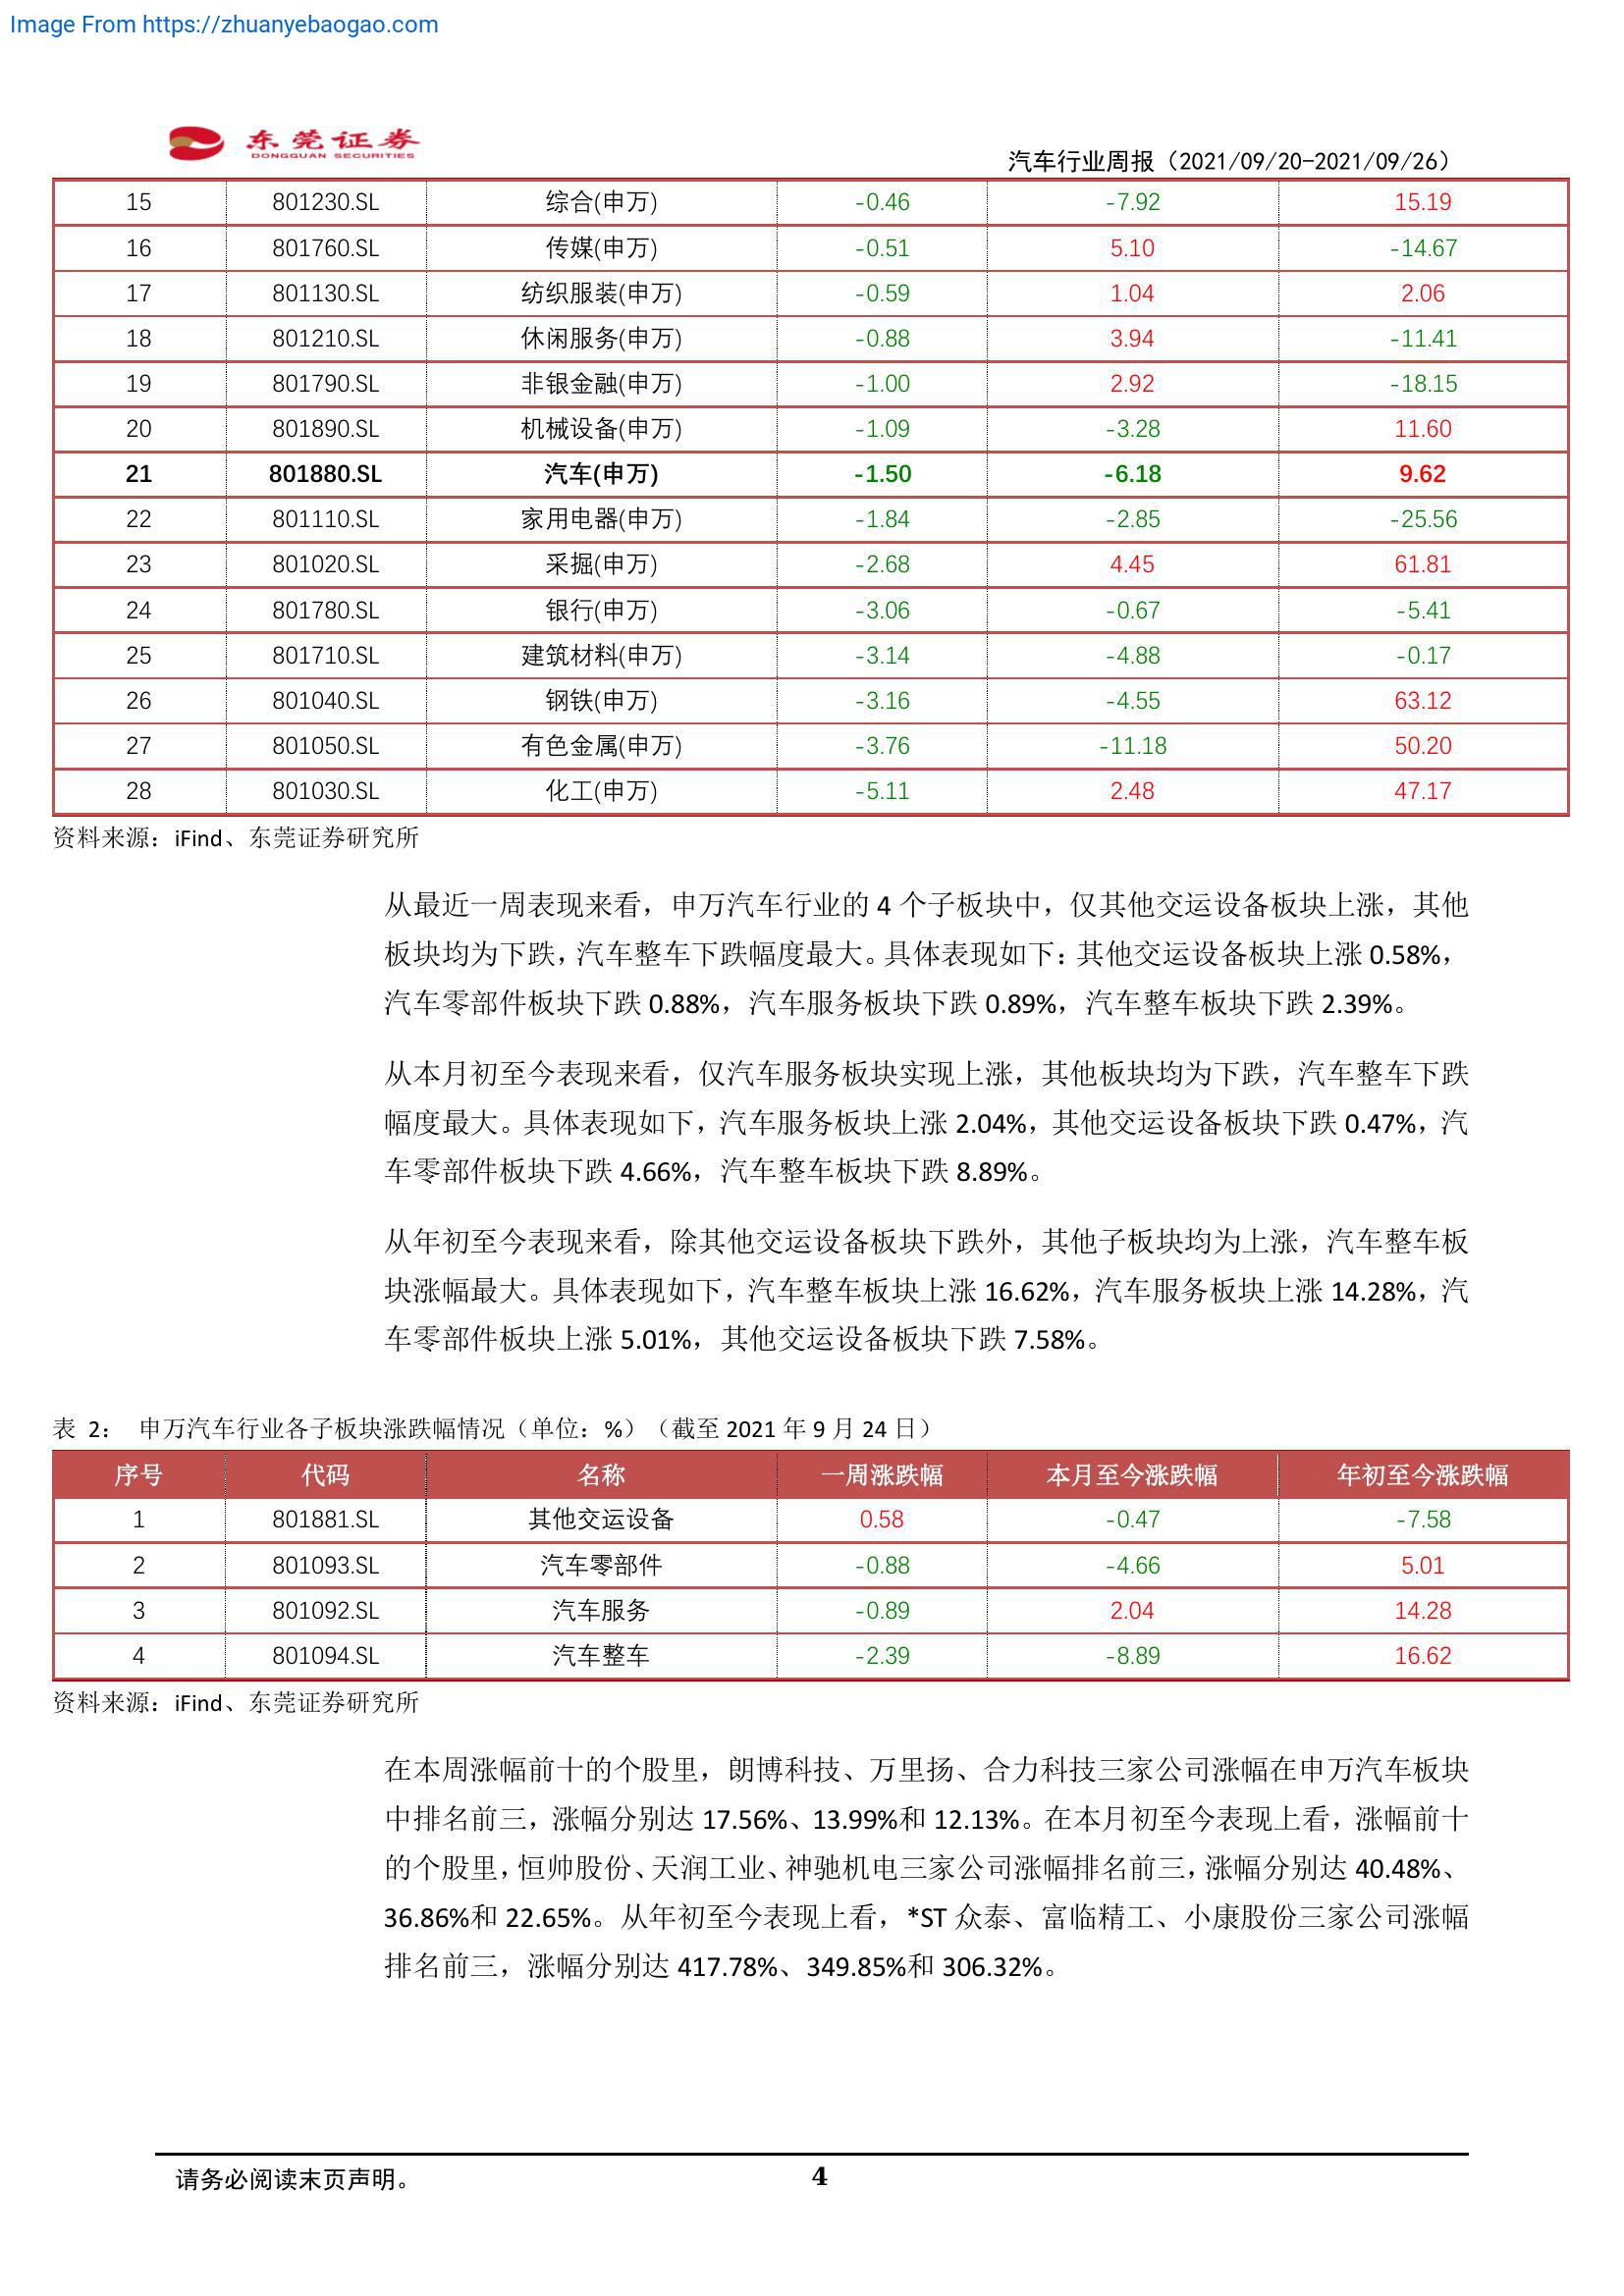 Image From https://zhuanyebaogao.com
东莞证券
DONGGUAN SECURITIES
汽车行业周报（2021/09/20-2021/09/26）
15 801230.SL 综合(申万) -0.46 -7.92 15.19
16 801760.SL 传媒(申万) -0.51 5.10 -14.67
17 801130.SL 纺织服装(申万) -0.59 1.04 2.06
18 801210.SL 休闲服务(申万) -0.88 3.94 -11.41
19 801790.SL 非银金融(申万) -1.00 2.92 -18.15
20 801890.SL 机械设备(申万) -1.09 -3.28 11.60
21 801880.SL 汽车(申万) -1.50 -6.18 9.62
22 801110.SL 家用电器(申万) -1.84 -2.85 -25.56
23 801020.SL 采掘(申万) -2.68 4.45 61.81
24 801780.SL 银行(申万) -3.06 -0.67 -5.41
25 801710.SL 建筑材料(申万) -3.14 -4.88 -0.17
26 801040.SL 钢铁(申万) -3.16 -4.55 63.12
27 801050.SL 有色金属(申万) -3.76 -11.18 50.20
28 801030.SL 化工(申万) -5.11 2.48 47.17
资料来源：iFind、东莞证券研究所
从最近一周表现来看，申万汽车行业的 4 个子板块中，仅其他交运设备板块上涨，其他
板块均为下跌，汽车整车下跌幅度最大。具体表现如下：其他交运设备板块上涨 0.58%，
汽车零部件板块下跌 0.88%，汽车服务板块下跌 0.89%，汽车整车板块下跌 2.39%。
从本月初至今表现来看，仅汽车服务板块实现上涨，其他板块均为下跌，汽车整车下跌
幅度最大。具体表现如下，汽车服务板块上涨 2.04%，其他交运设备板块下跌 0.47%，汽
车零部件板块下跌 4.66%，汽车整车板块下跌 8.89%。
从年初至今表现来看，除其他交运设备板块下跌外，其他子板块均为上涨，汽车整车板
块涨幅最大。具体表现如下，汽车整车板块上涨 16.62%，汽车服务板块上涨 14.28%，汽
车零部件板块上涨 5.01%，其他交运设备板块下跌 7.58%。
表 2： 申万汽车行业各子板块涨跌幅情况（单位：%）（截至 2021 年 9 月 24 日）
序号 代码 名称 一周涨跌幅 本月至今涨跌幅 年初至今涨跌幅
1 801881.SL 其他交运设备 0.58 -0.47 -7.58
2 801093.SL 汽车零部件 -0.88 -4.66 5.01
3 801092.SL 汽车服务 -0.89 2.04 14.28
4 801094.SL 汽车整车 -2.39 -8.89 16.62
资料来源：iFind、东莞证券研究所
在本周涨幅前十的个股里，朗博科技、万里扬、合力科技三家公司涨幅在申万汽车板块
中排名前三，涨幅分别达 17.56%、13.99%和 12.13%。在本月初至今表现上看，涨幅前十
的个股里，恒帅股份、天润工业、神驰机电三家公司涨幅排名前三，涨幅分别达 40.48%、
36.86%和 22.65%。从年初至今表现上看，*ST 众泰、富临精工、小康股份三家公司涨幅
排名前三，涨幅分别达 417.78%、349.85%和 306.32%。
请务必阅读末页声明。
4